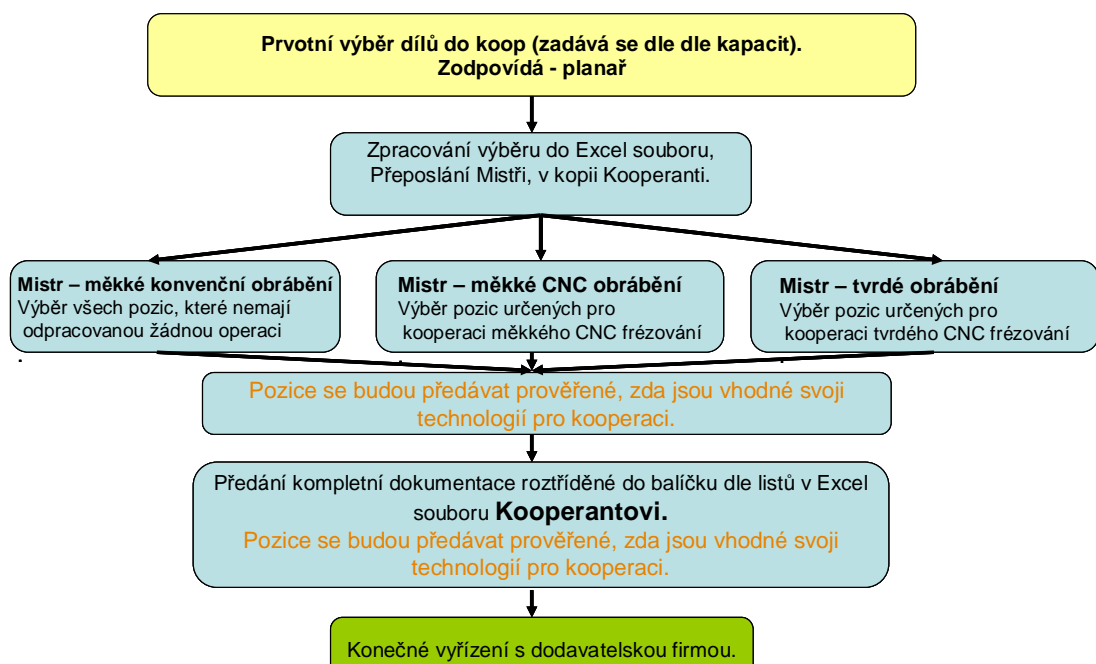 Prvotní výběr dílů do koop (zadává se dle dle kapacit).
Zodpovídá - planař
Zpracování výběru do Excel souboru,
Přeposlání Mistři, v kopii Kooperanti.
Mistr – měkké konvenční obrábění
Výběr všech pozic, které nemají
odpracovanou žádnou operaci
Mistr – měkké CNC obrábění
Výběr pozic určených pro
kooperaci měkkého CNC frézování
Mistr – tvrdé obrábění
Výběr pozic určených pro
kooperaci tvrdého CNC frézování
Pozice se budou předávat prověřené, zda jsou vhodné svoji
technologií pro kooperaci.
Předání kompletní dokumentace roztříděné do balíčku dle listů v Excel
souboru Kooperantovi.
Pozice se budou předávat prověřené, zda jsou vhodné svoji
technologií pro kooperaci.
Konečné vyřízení s dodavatelskou firmou.